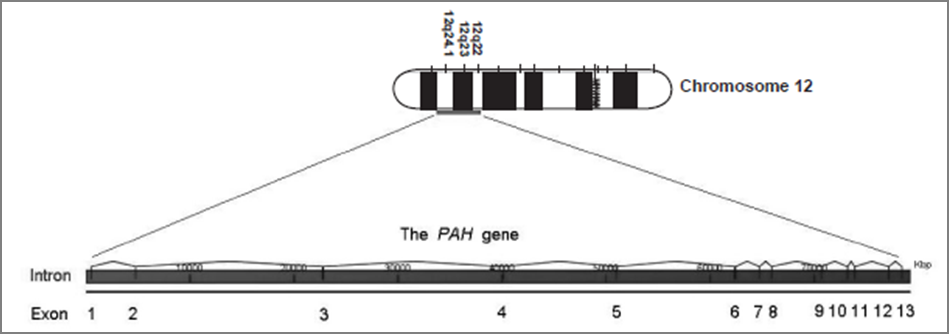 12q24.1
12q23
12q22
Chromosome 12
The PAH gene
Intron 10000 20000 30000 40000 50000 60000 70000 Kbp
Exon 1 2 3 4 5 6 7 8 9 10 11 12 13